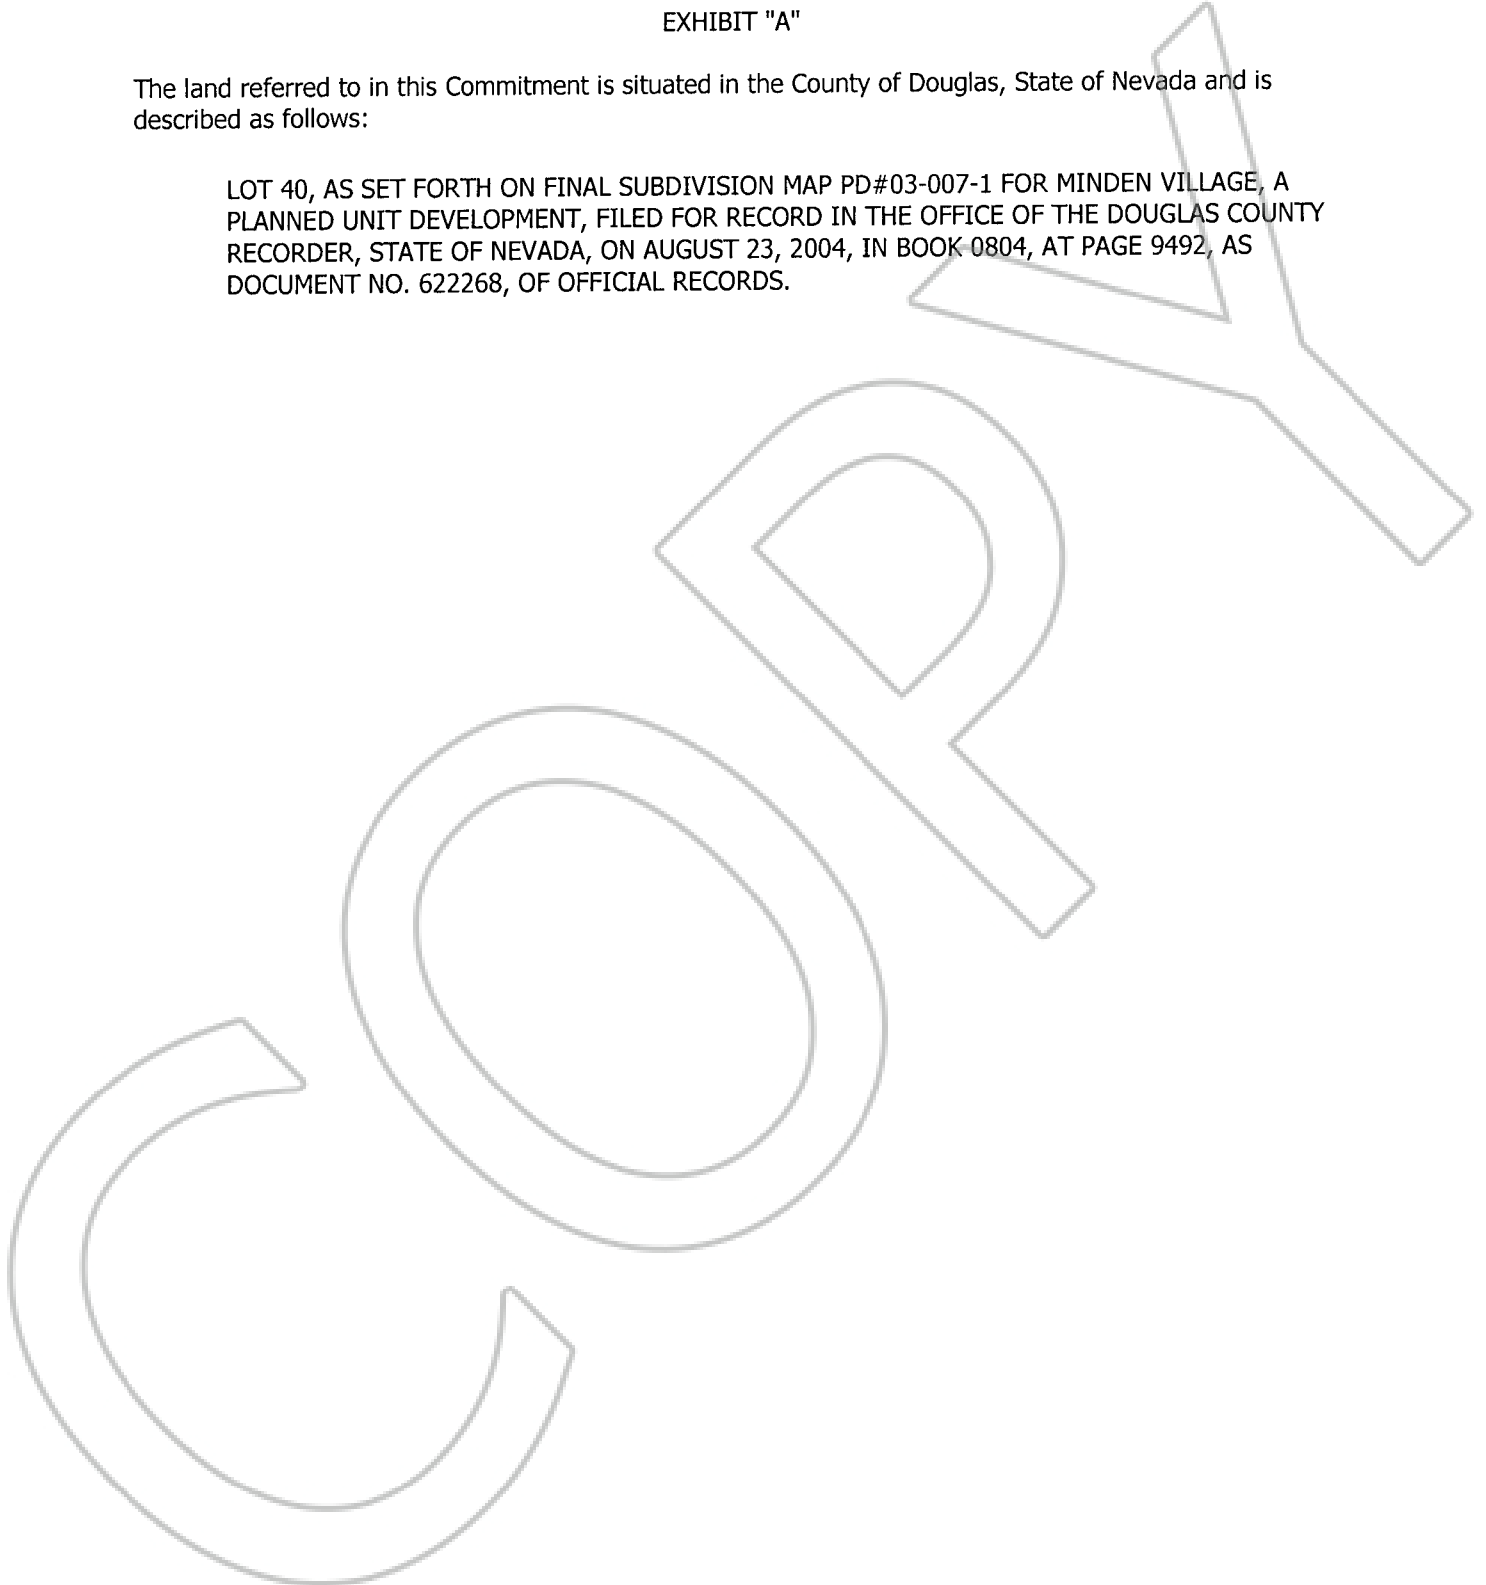 EXHIBIT "A"
The land referred to in this Commitment is situated in the County of Douglas, State of Nevada and is
described as follows:
LOT 40, AS SET FORTH ON FINAL SUBDIVISION MAP PD#03-007-1 FOR MINDEN VILLAGE, A
PLANNED UNIT DEVELOPMENT, FILED FOR RECORD IN THE OFFICE OF THE DOUGLAS COUNTY
RECORDER, STATE OF NEVADA, ON AUGUST 23, 2004, IN BOOK 0804, AT PAGE 9492, AS
DOCUMENT NO. 622268, OF OFFICIAL RECORDS.
COPY